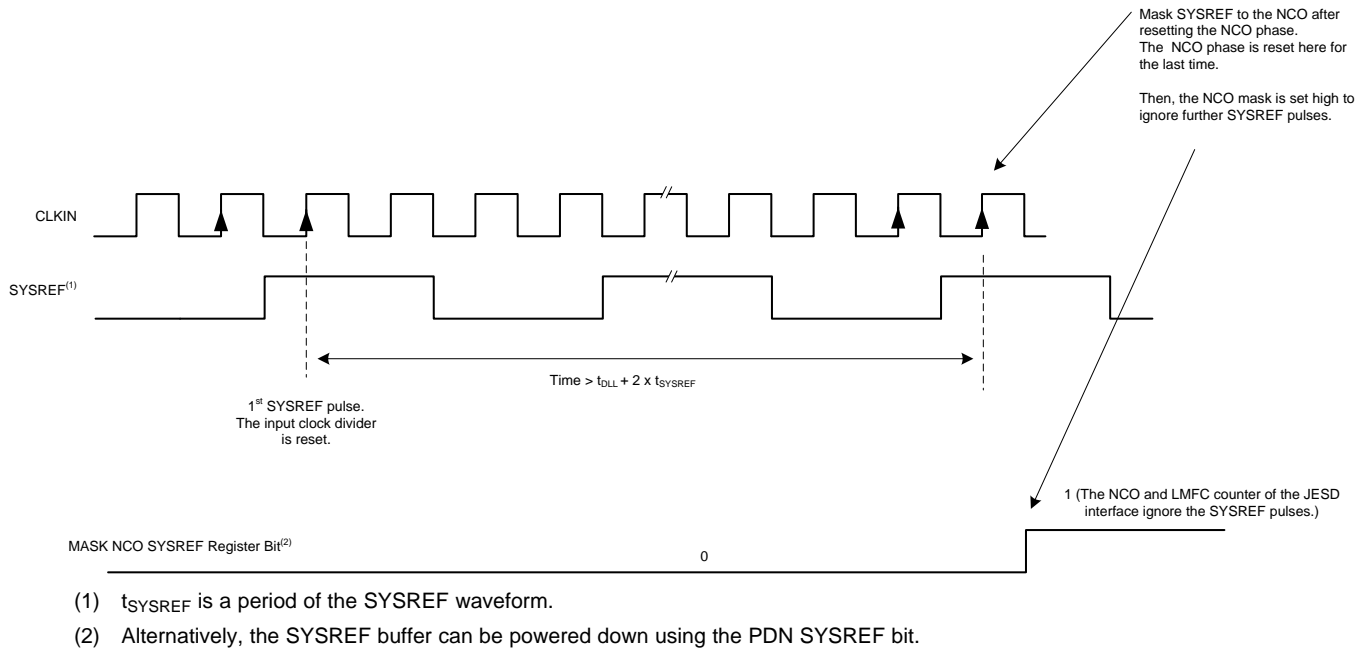 Mask SYSREF to the NCO after
resetting the NCO phase.
The NCO phase is reset here for
the last time.
Then, the NCO mask is set high to
ignore further SYSREF pulses.
CLKIN
SYSREF(1)
Time > tDLL + 2 x tSYSREF
1st SYSREF pulse.
The input clock divider
is reset.
1 (The NCO and LMFC counter of the JESD
interface ignore the SYSREF pulses.)
MASK NCO SYSREF Register Bit(2)
0
(1) tSYSREF is a period of the SYSREF waveform.
(2) Alternatively, the SYSREF buffer can be powered down using the PDN SYSREF bit.